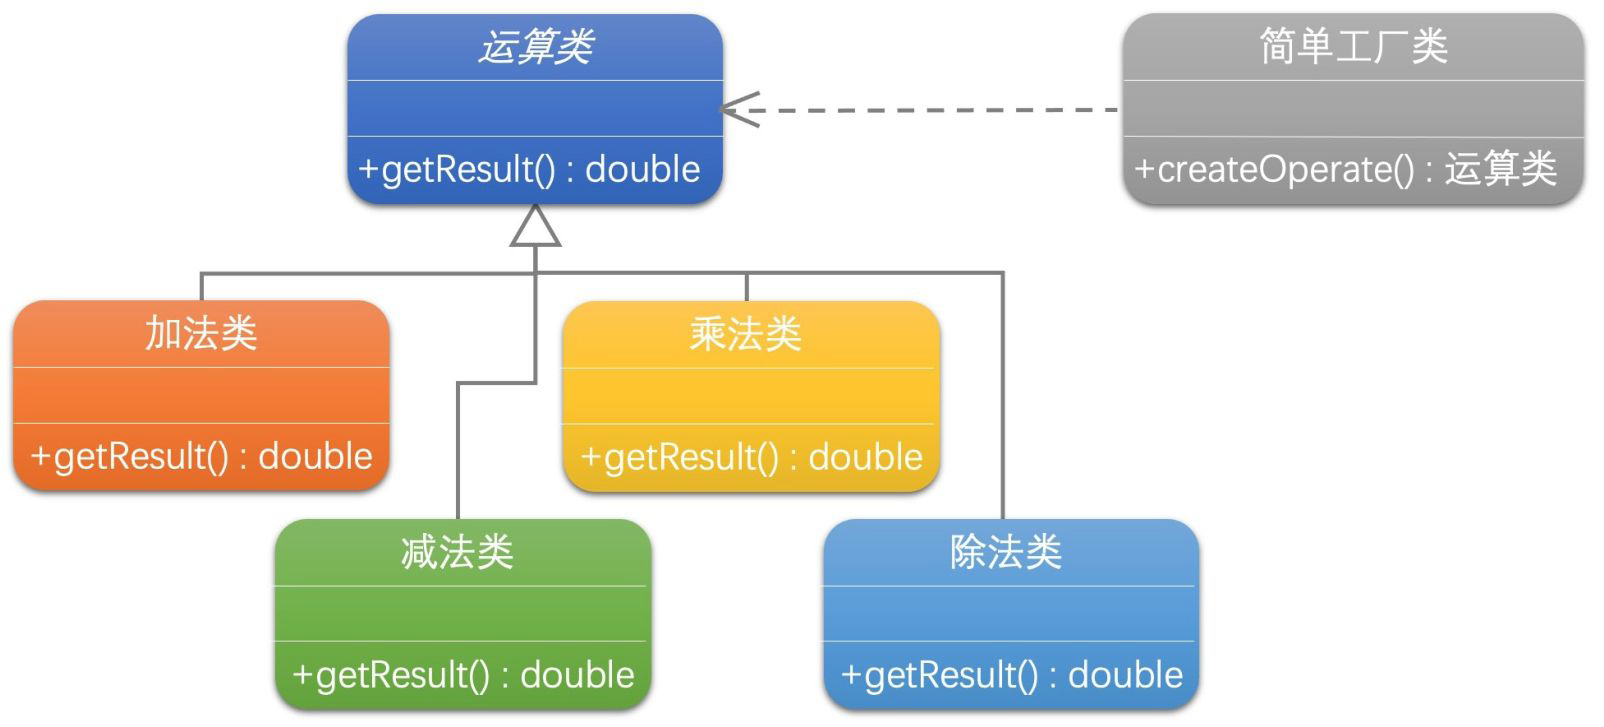 运算类
+getResult() : double
简单工厂类
+createOperate() : 运算类
加法类
+getResult() : double
乘法类
+getResult() : double
减法类
+getResult() : double
除法类
+getResult() : double